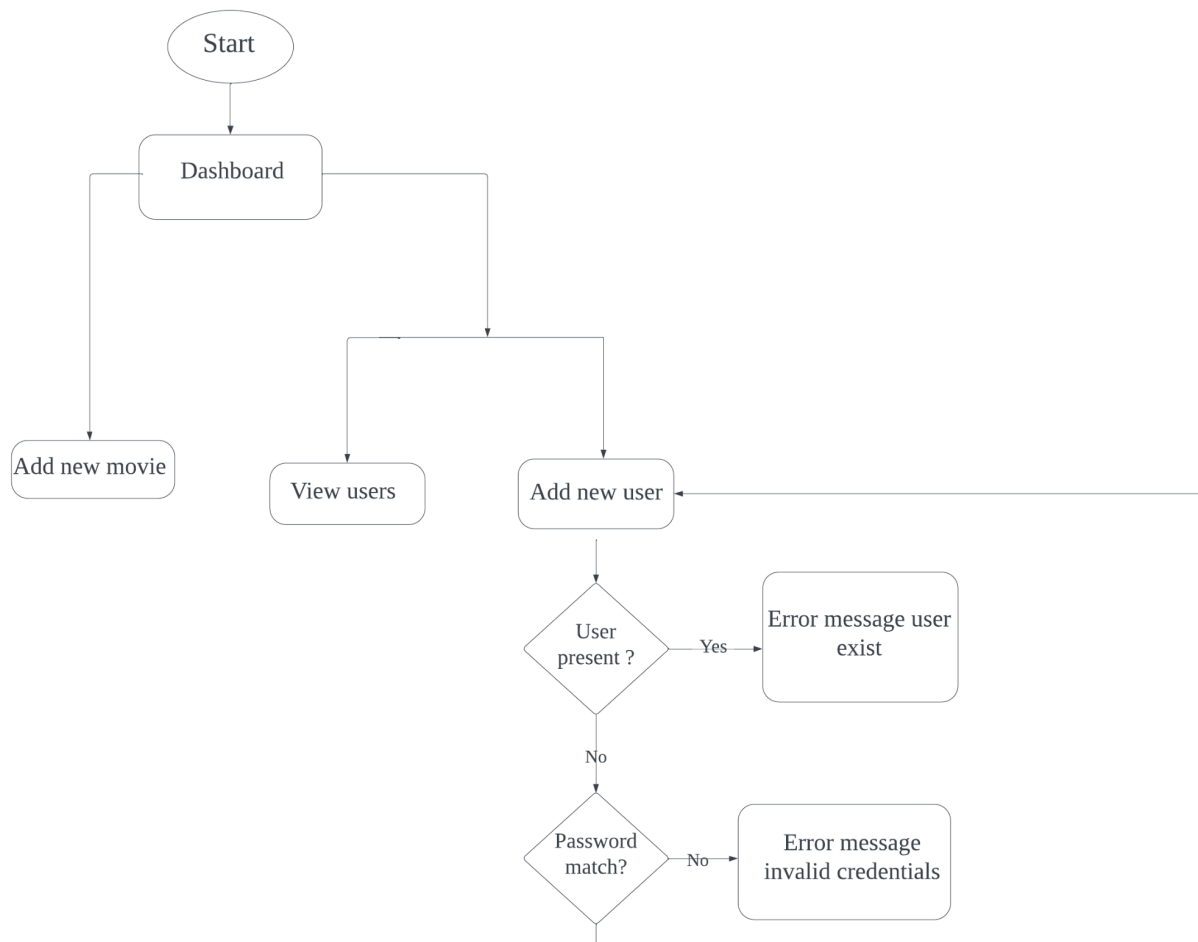 Start
Dashboard
Add new movie
View users
Add new user
User
present ?
Yes
Error message user
exist
No
Password
match?
No
Error message
invalid credentials